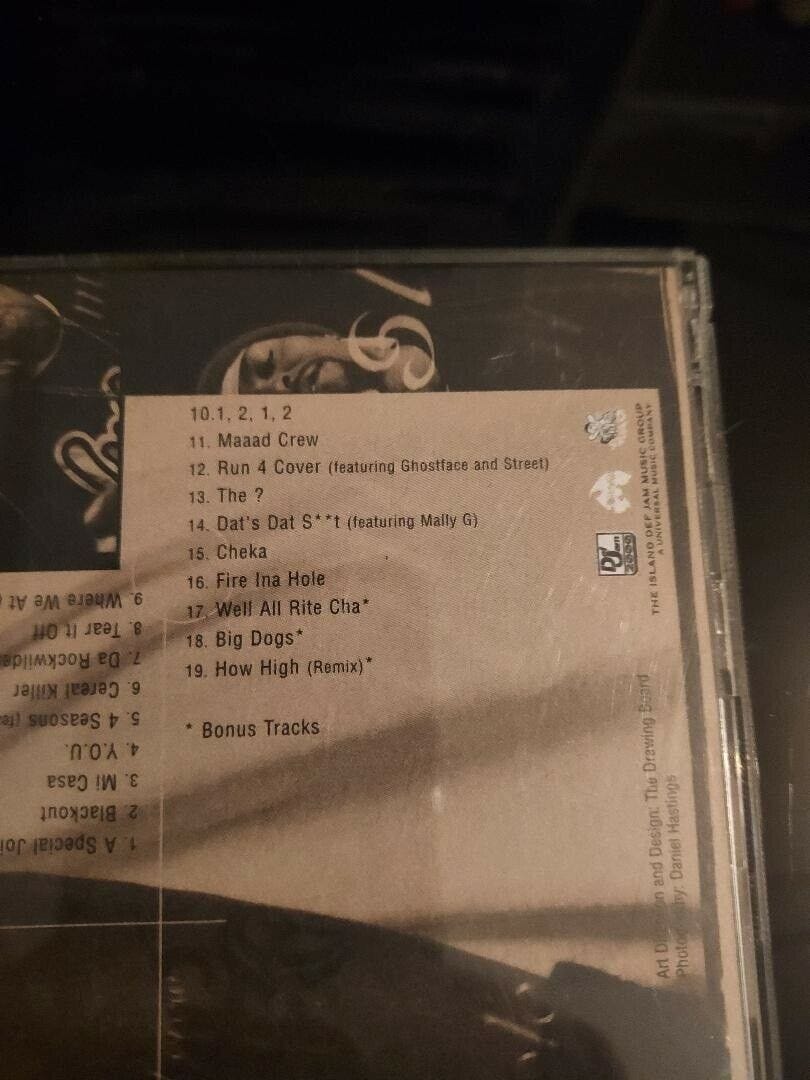 10. 1, 2, 1, 2
11. Maaad Crew
12. Run 4 Cover (featuring Ghostface and Street)
13. The ?
14. Dat's Dat S**t (featuring Mally G)
15. Cheka
16. Fire Ina Hole
17. Well All Rite Cha*
18. Big Dogs*
19. How High (Remix)*
* Bonus Tracks
1. A Special
2. Blackout
3. Mi Casa
4. Y.O.U.
5. 4 Seasons
6. Cereal Killer
7. Da
8. Tear It Off
9. Where We At
Def Jam
2000
THE ISLAND DEF JAM MUSIC GROUP
A UNIVERSAL MUSIC COMPANY
Art and Design: The Drawing Board
by: Daniel Hastings